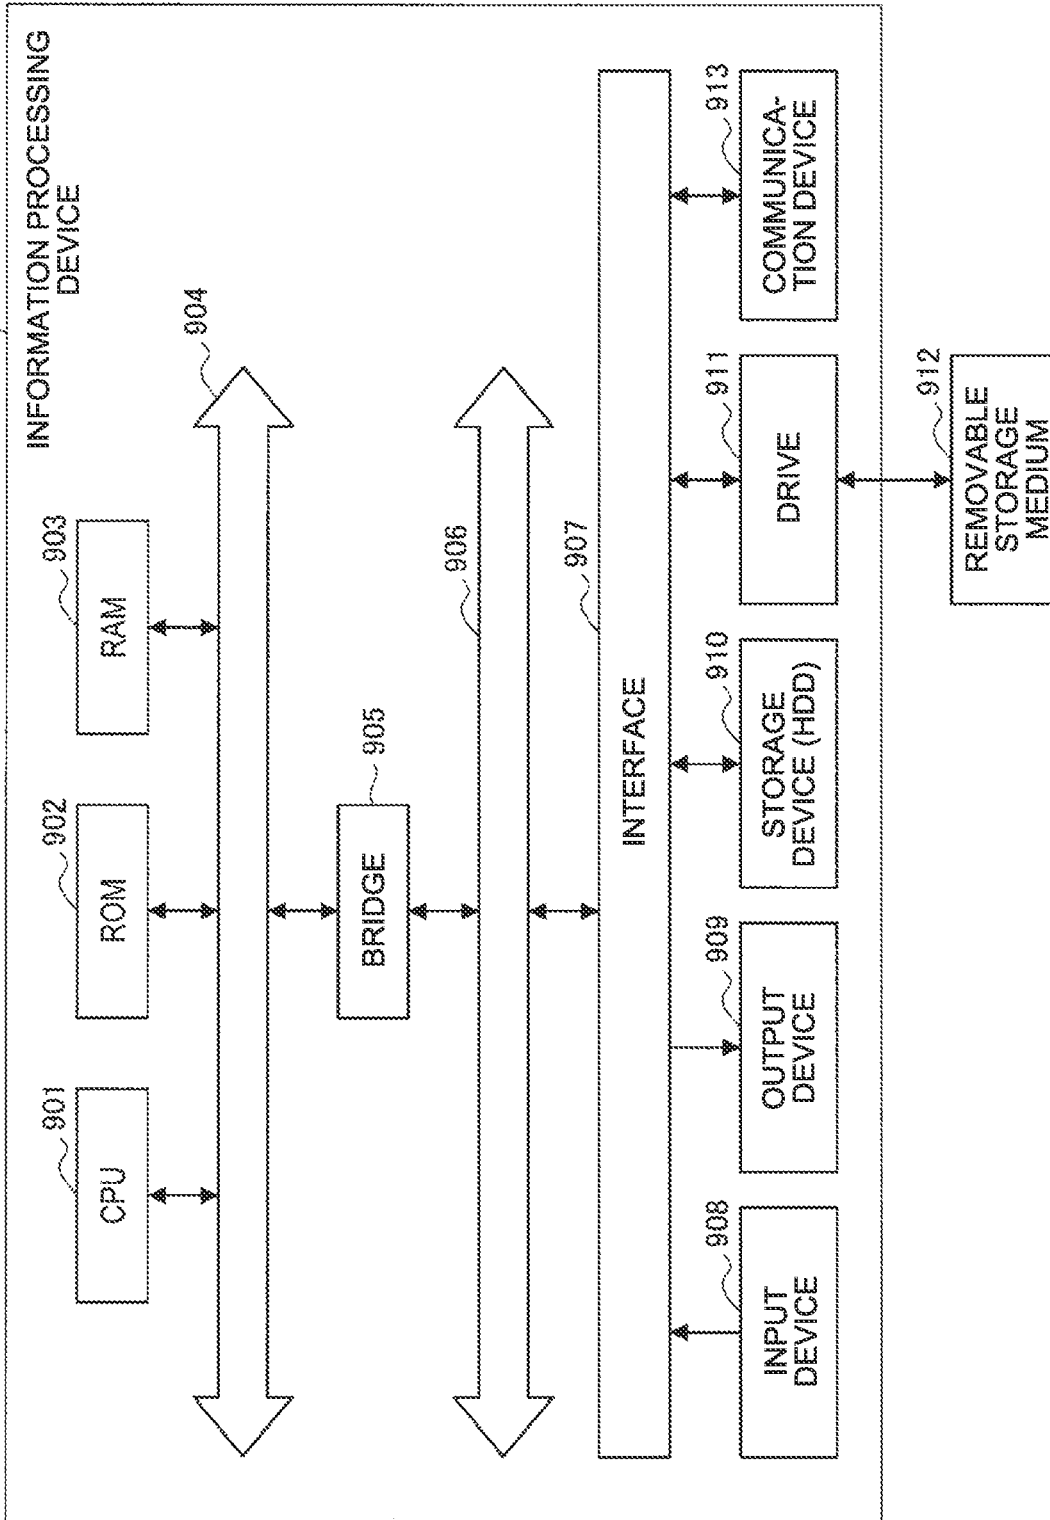 INFORMATION PROCESSING
DEVICE
901
CPU
902
ROM
903
RAM
904
905
BRIDGE
906
907
INTERFACE
908
INPUT
DEVICE
909
OUTPUT
DEVICE
910
STORAGE
DEVICE (HDD)
911
DRIVE
913
COMMUNICA-
TION DEVICE
912
REMOVABLE
STORAGE
MEDIUM